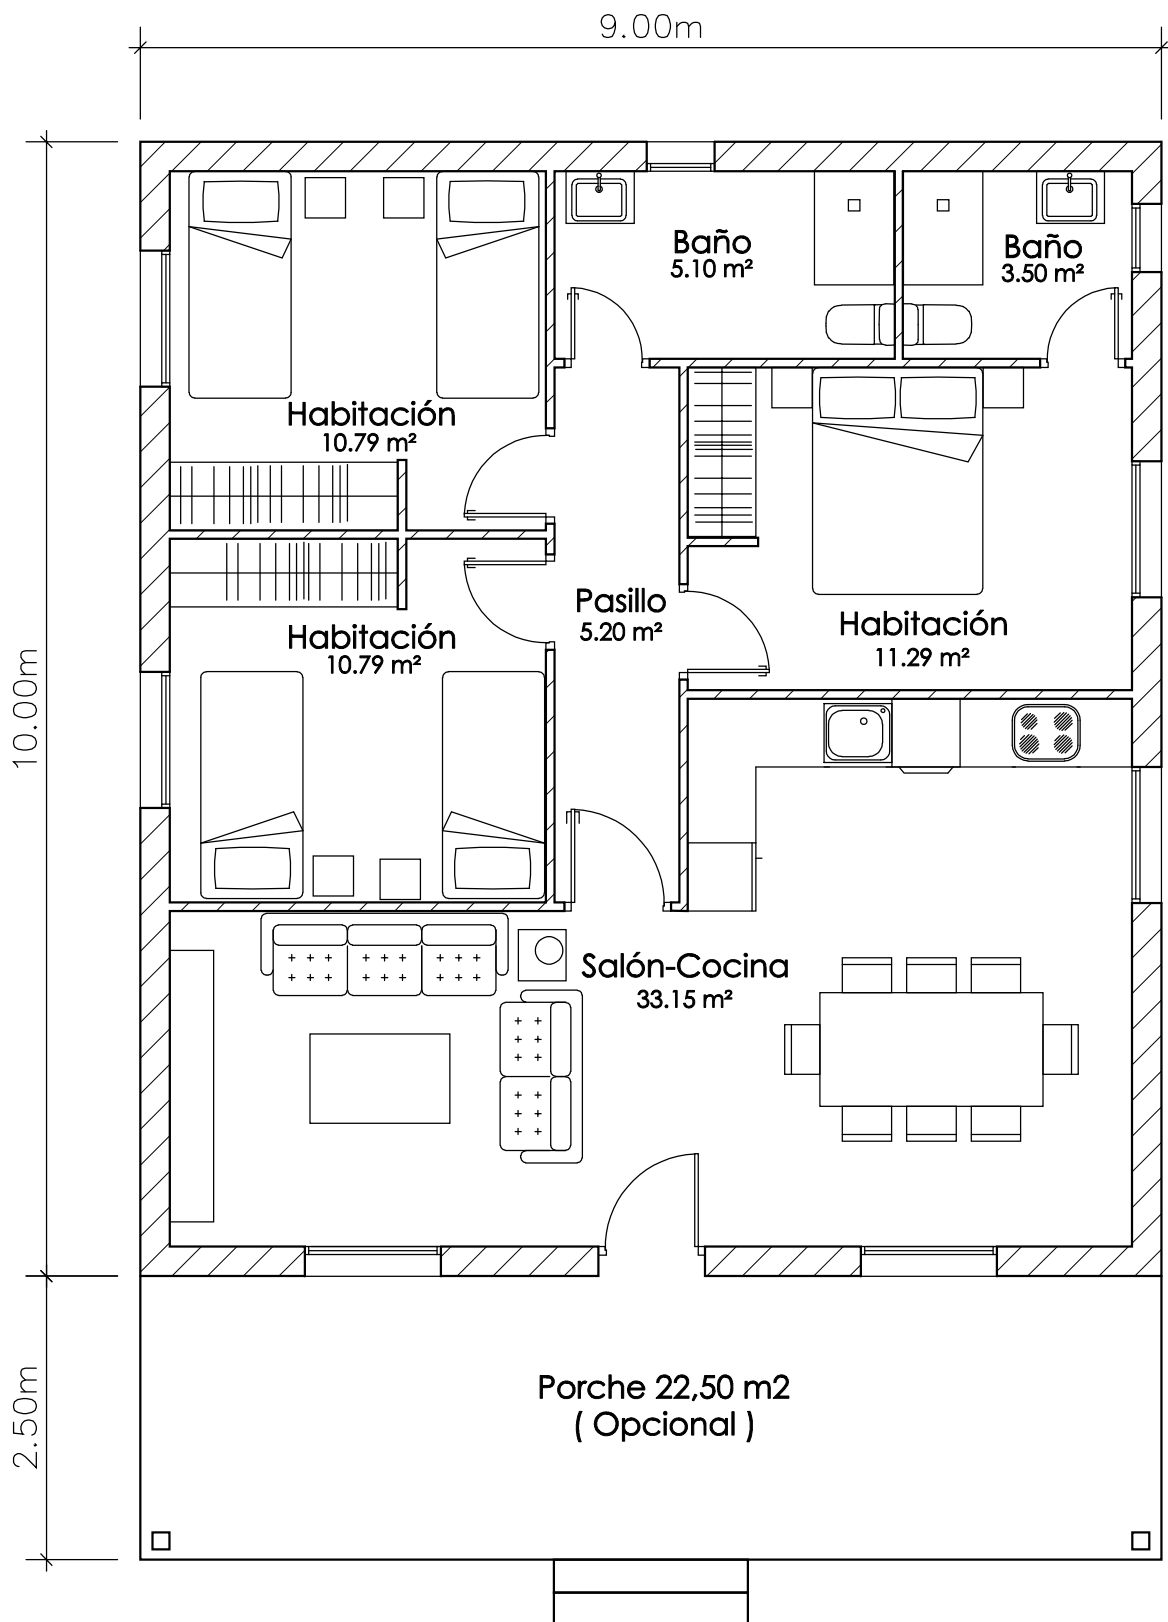 9.00m
Baño
5.10 m²
Baño
3.50 m²
Habitación
10.79 m²
Pasillo
5.20 m²
Habitación
11.29 m²
Habitación
10.79 m²
10.00m
Salón-Cocina
33.15 m²
2.50m
Porche 22,50 m2
( Opcional )